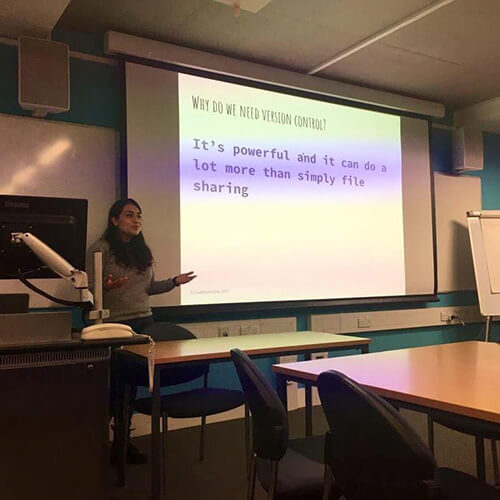 WHY DO WE NEED VERSION CONTROL?
It's powerful and it can do a
lot more than simply file
sharing
iiyama